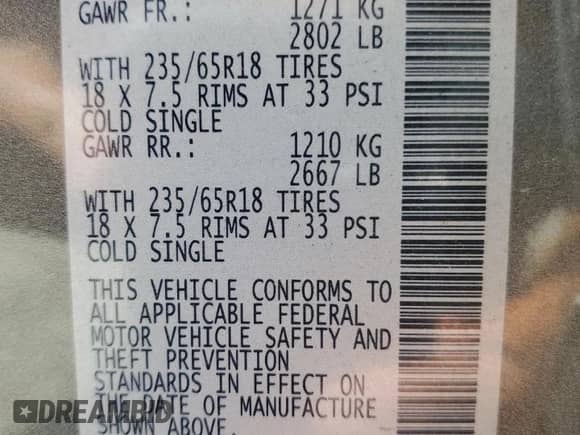 GAWR FR.: 1271 KG
2802 LB
WITH 235/65R18 TIRES
18 X 7.5 RIMS AT 33 PSI
COLD SINGLE
GAWR RR.: 1210 KG
2667 LB
WITH 235/65R18 TIRES
18 X 7.5 RIMS AT 33 PSI
COLD SINGLE
THIS VEHICLE CONFORMS TO
ALL APPLICABLE FEDERAL
MOTOR VEHICLE SAFETY AND
THEFT PREVENTION
STANDARDS IN EFFECT ON
THE DATE OF MANUFACTURE
SHOWN ABOVE.
DREAMBID